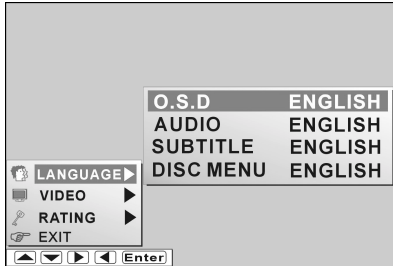 O.S.D ENGLISH
AUDIO ENGLISH
SUBTITLE ENGLISH
DISC MENU ENGLISH
LANGUAGE
VIDEO
RATING
EXIT
Enter